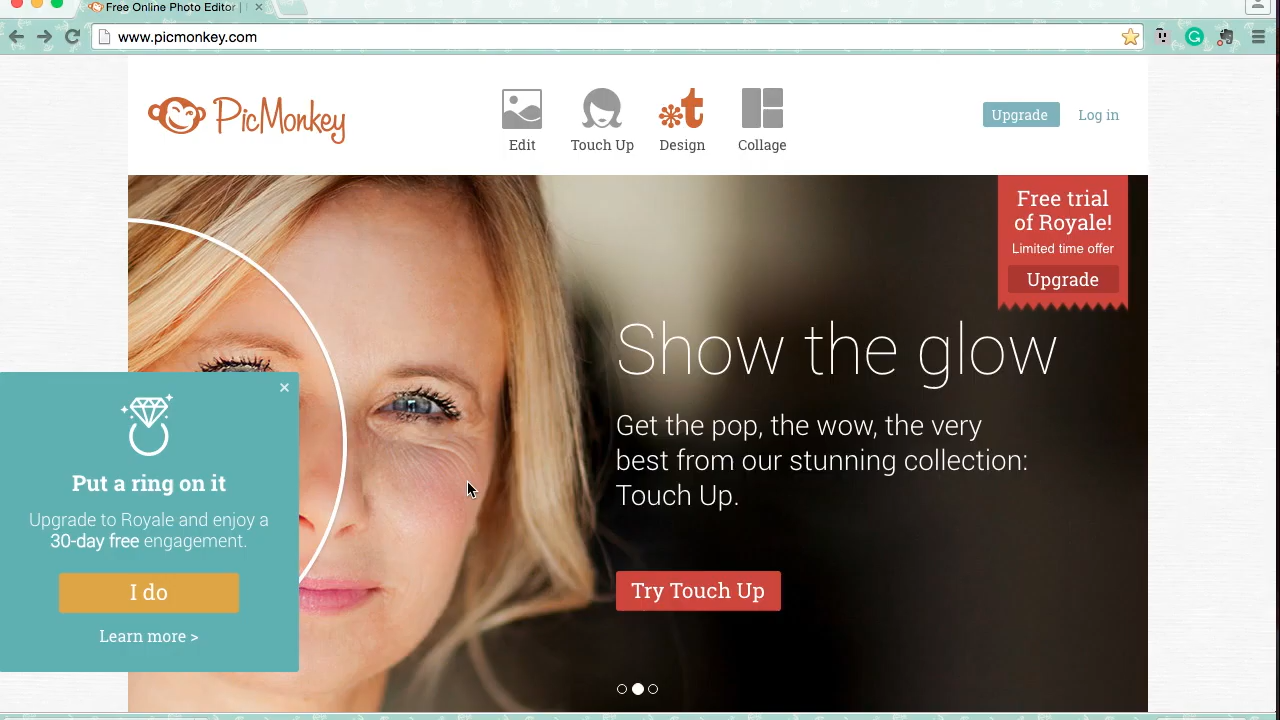 Free Online Photo Editor |
www.picmonkey.com
PicMonkey
Edit
Touch Up
Design
Collage
Upgrade
Log in
Free trial
of Royale!
Limited time offer
Upgrade
Show the glow
Get the pop, the wow, the very
best from our stunning collection:
Touch Up.
Try Touch Up
Put a ring on it
Upgrade to Royale and enjoy a
30-day free engagement.
I do
Learn more >